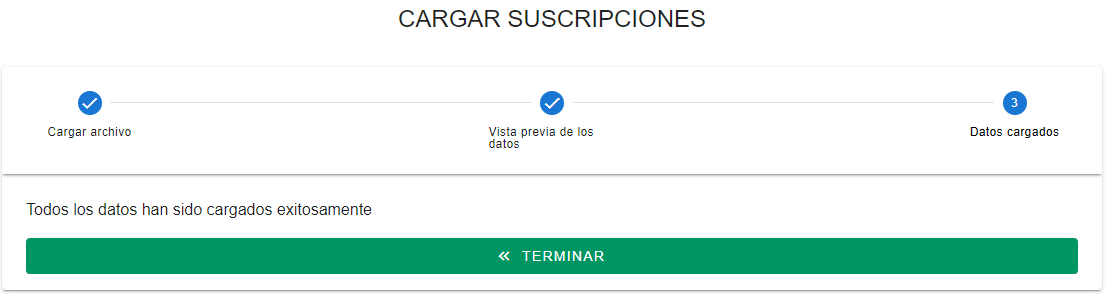 CARGAR SUSCRIPCIONES
3
Cargar archivo
Vista previa de los
datos
Datos cargados
Todos los datos han sido cargados exitosamente
TERMINAR